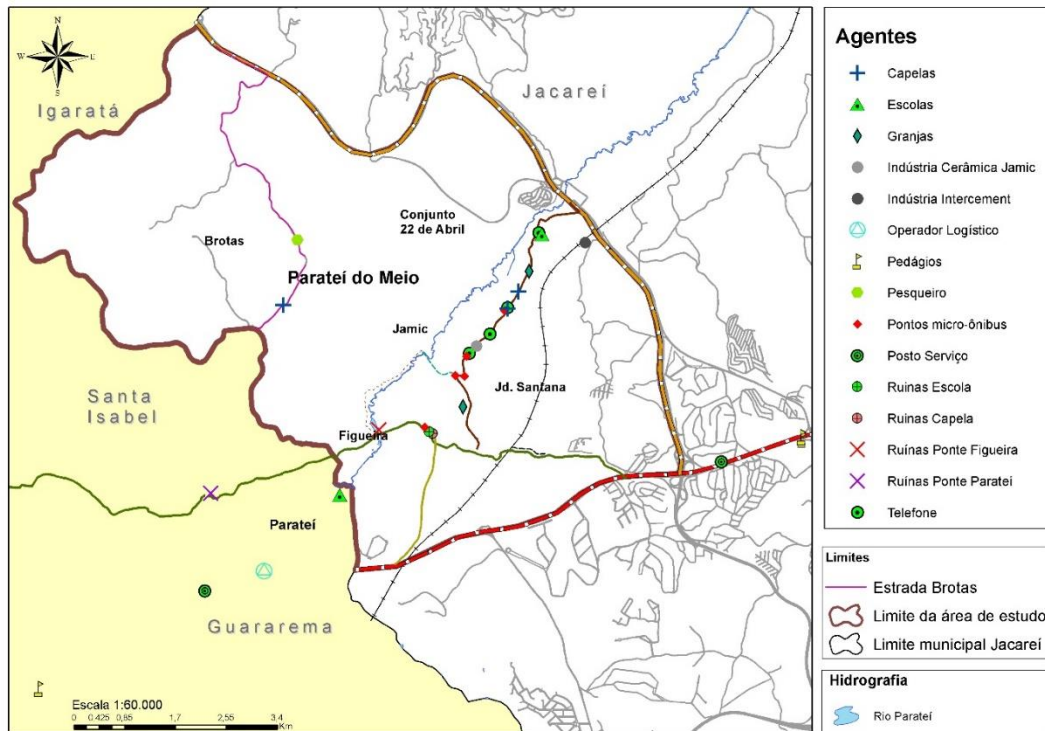 N
W
E
S
Igaratá
Jacareí
Conjunto
22 de Abril
Brotas
Parateí do Meio
Jamic
Santa
Isabel
Jd. Santana
Figueira
Parateí
Guararema
Escala 1:60.000
0 0.425 0,85 1,7 2,55 3.4
Km
Agentes
Capelas
Escolas
Granjas
Indústria Cerâmica Jamic
Indústria Intercement
Operador Logístico
Pedágios
Pesqueiro
Pontos micro-ônibus
Posto Serviço
Ruinas Escola
Ruinas Capela
Ruínas Ponte Figueira
Ruínas Ponte Paratei
Telefone
Limites
Estrada Brotas
Limite da área de estudo
Limite municipal Jacareí
Hidrografia
Rio Parateí